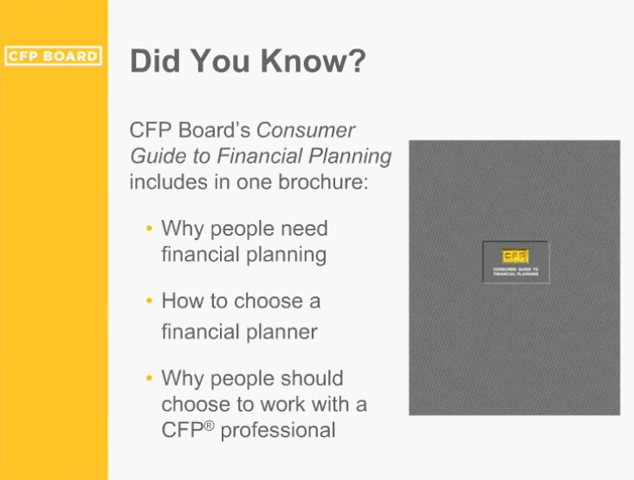 CFP BOARD
Did You Know?
CFP Board's Consumer
Guide to Financial Planning
includes in one brochure:
• Why people need
financial planning
• How to choose a
financial planner
• Why people should
choose to work with a
CFP® professional
CFP
CONSUMER GUIDE TO
FINANCIAL PLANNING